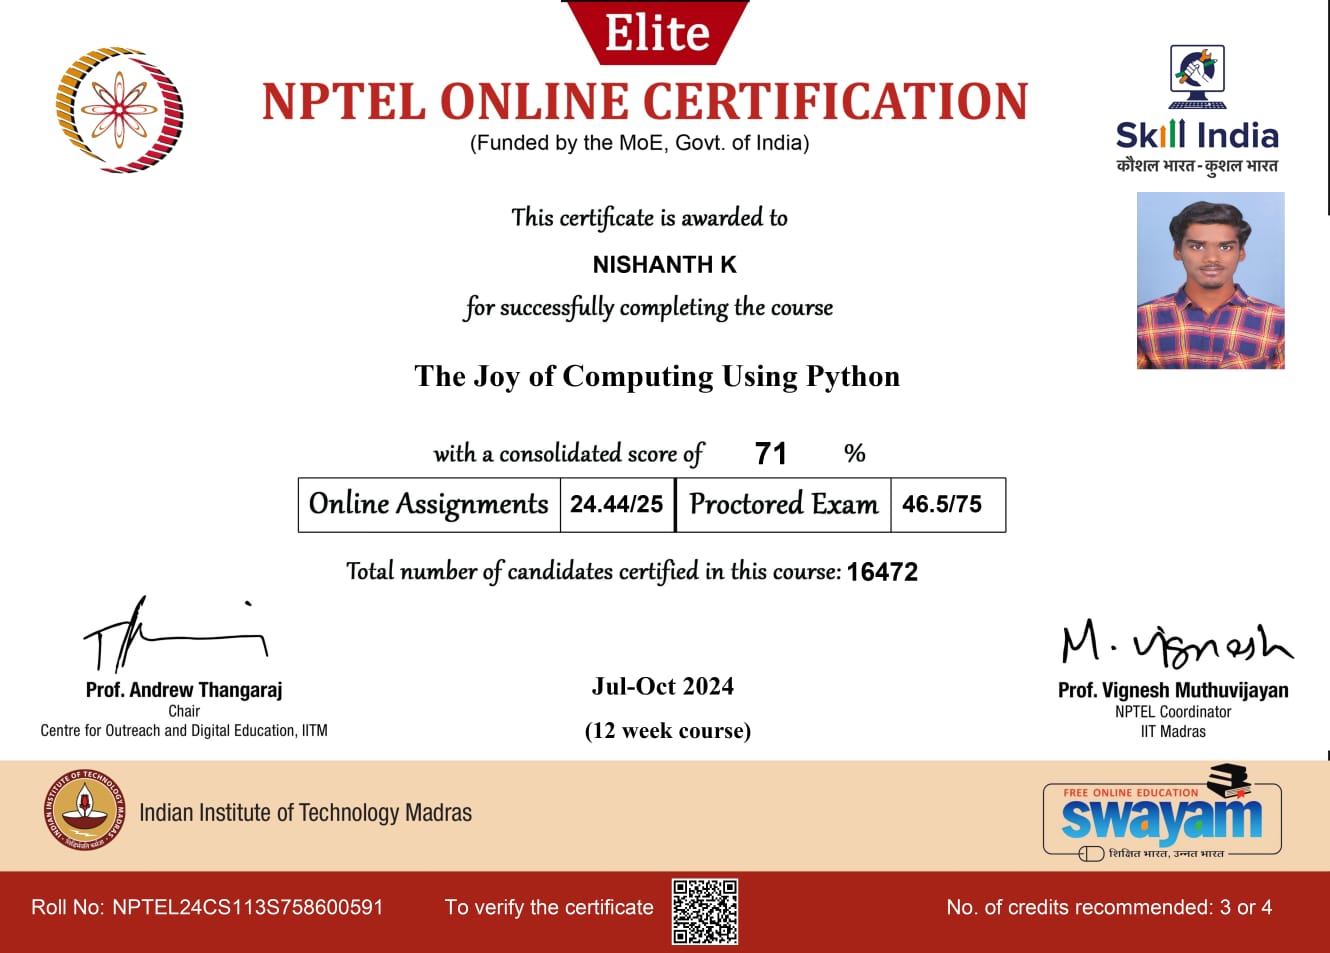 Elite
NPTEL ONLINE CERTIFICATION
(Funded by the MoE, Govt. of India)
Skill India
कौशल भारत - कुशल भारत
This certificate is awarded to
NISHANTH K
for successfully completing the course
The Joy of Computing Using Python
with a consolidated score of 71 %
Online Assignments 24.44/25 Proctored Exam 46.5/75
Total number of candidates certified in this course: 16472
M. Vignesh
Prof. Andrew Thangaraj
Chair
Centre for Outreach and Digital Education, IITM
Jul-Oct 2024
(12 week course)
Prof. Vignesh Muthuvijayan
NPTEL Coordinator
IIT Madras
INDIAN INSTITUTE OF TECHNOLOGY MADRAS
Indian Institute of Technology Madras
FREE ONLINE EDUCATION
swayam
शिक्षित भारत, उन्नत भारत
Roll No: NPTEL24CS113S758600591
To verify the certificate
No. of credits recommended: 3 or 4